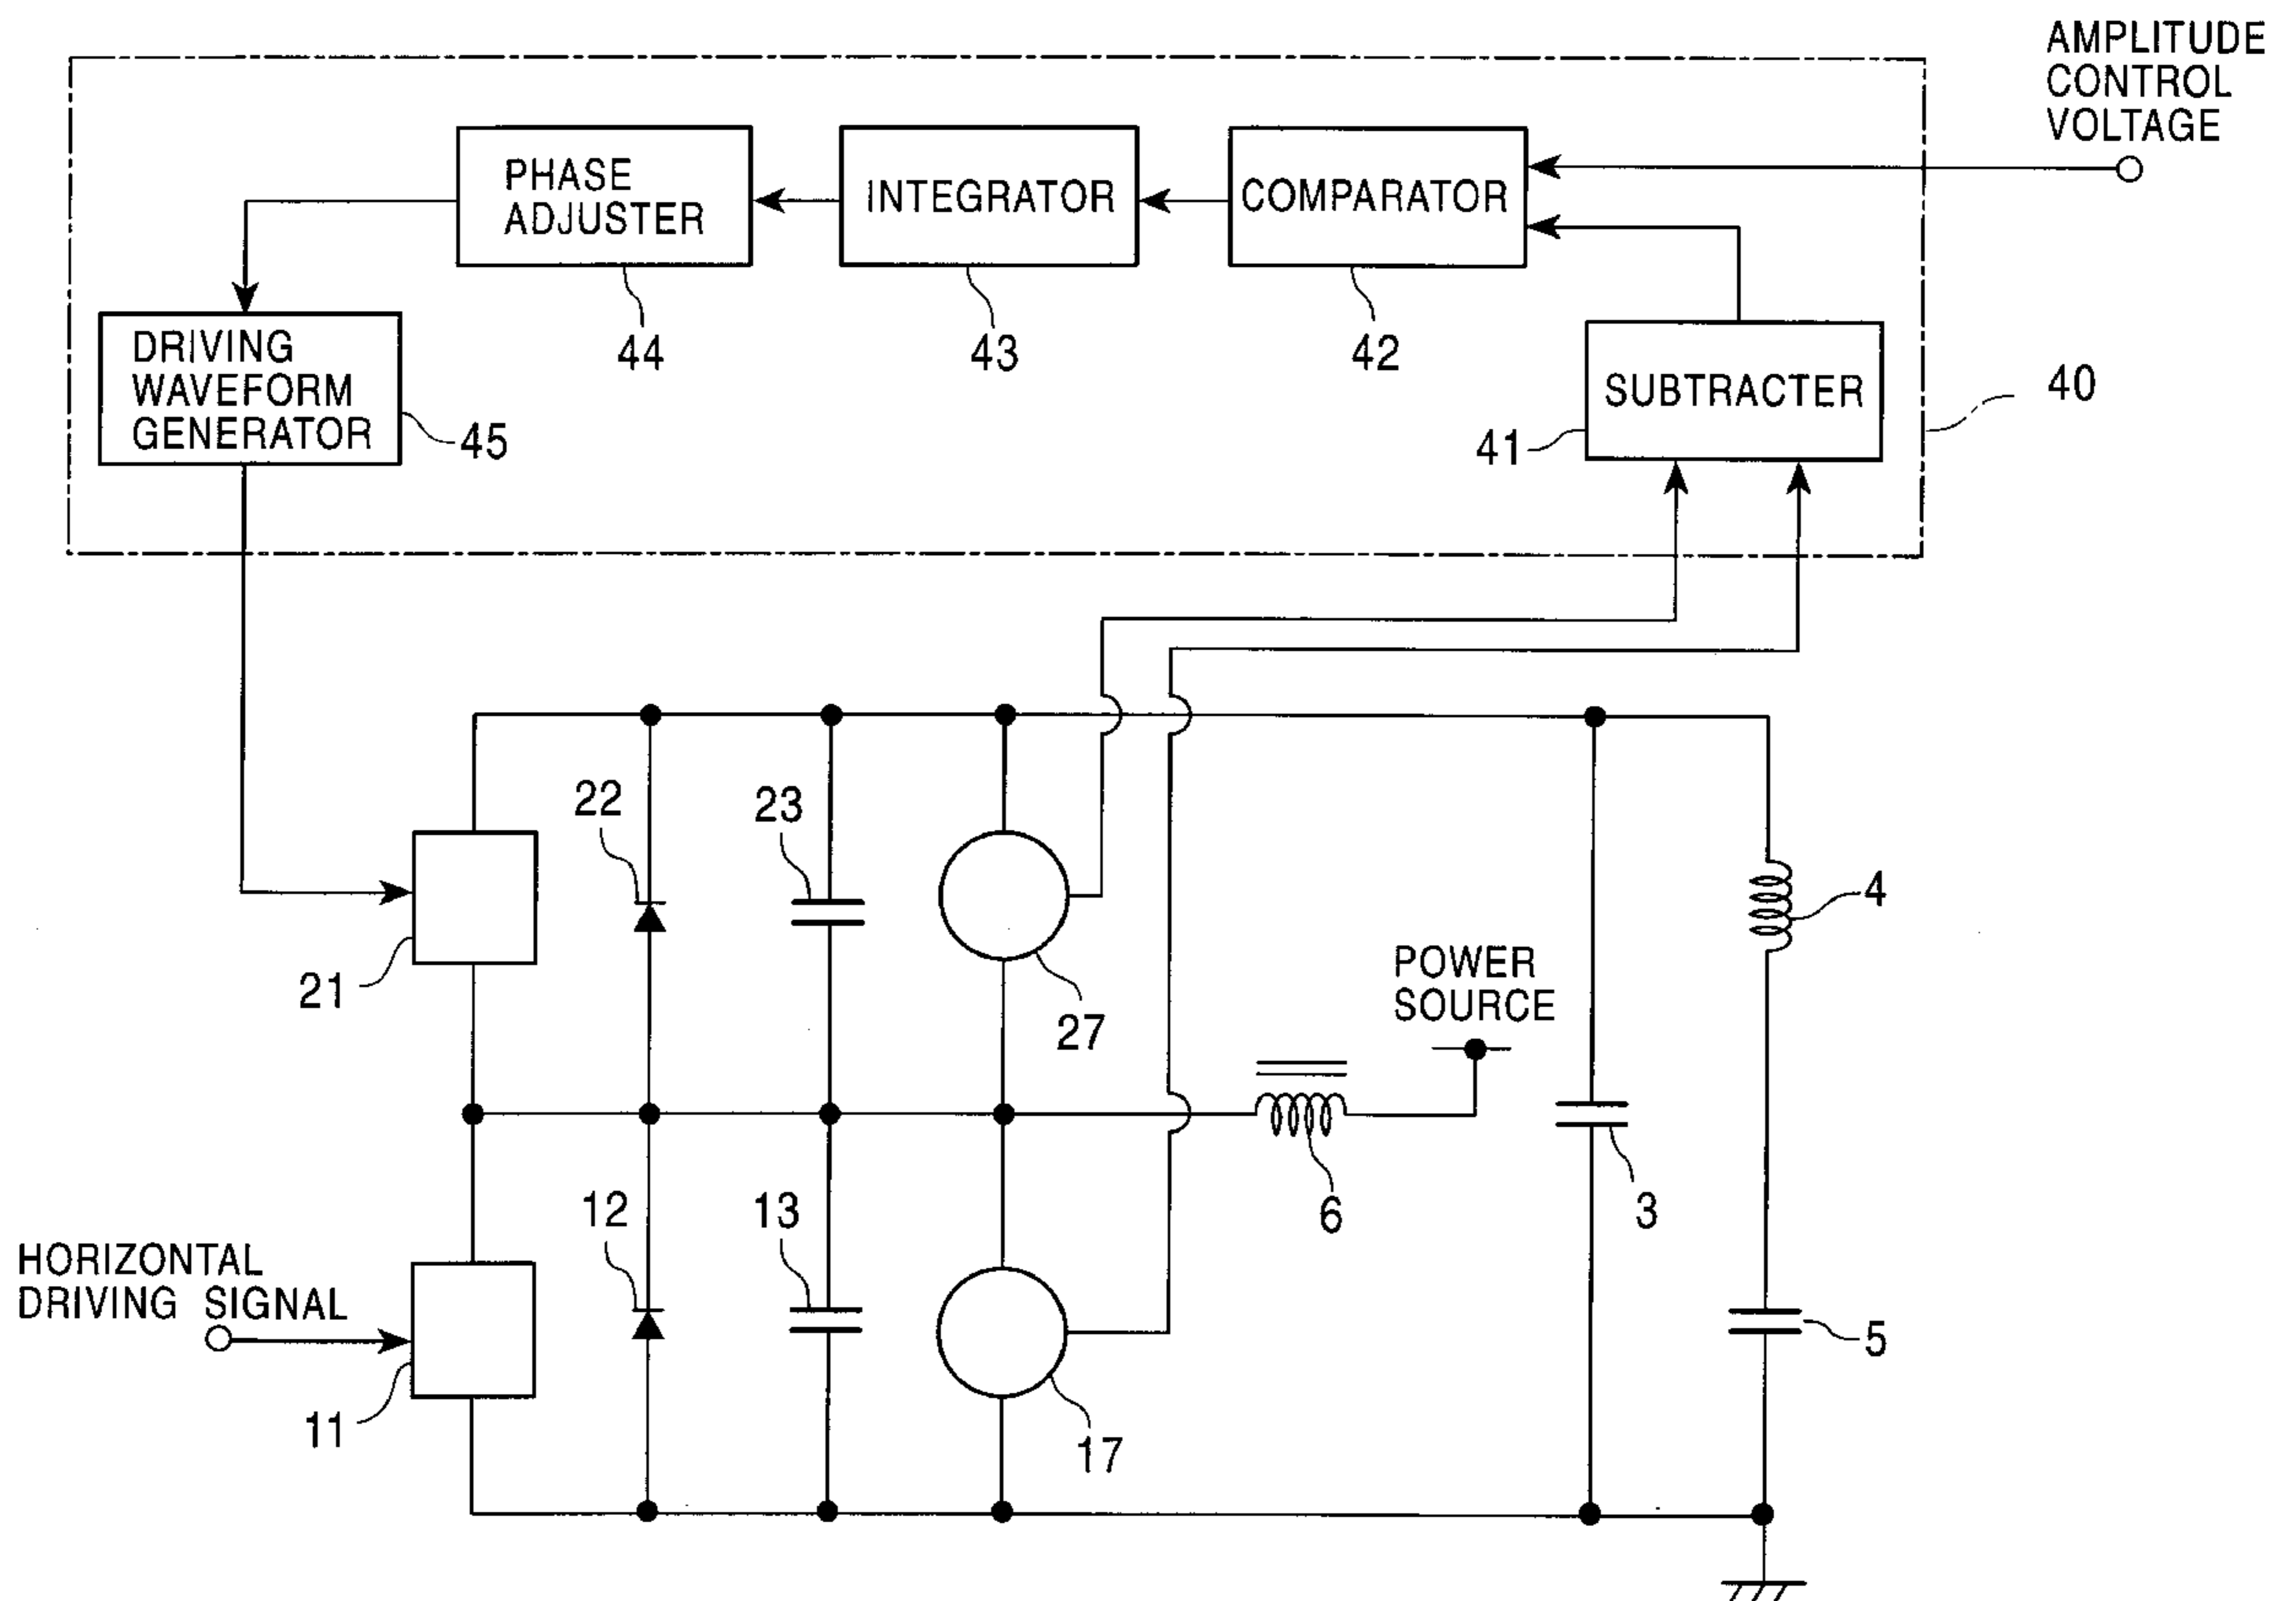 AMPLITUDE
CONTROL
VOLTAGE
PHASE
ADJUSTER
INTEGRATOR
COMPARATOR
44
43
42
DRIVING
WAVEFORM
GENERATOR
45
SUBTRACTER
41
40
22
23
21
27
4
POWER
SOURCE
12
13
6
3
HORIZONTAL
DRIVING SIGNAL
11
17
5